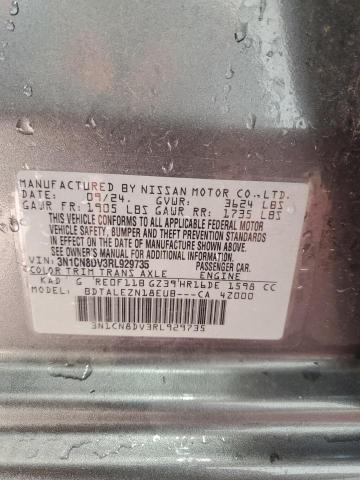 MANUFACTURED BY NISSAN MOTOR CO.,LTD.
DATE: 09/24 GVWR: 3624 LBS
GAWR FR: 1905 LBS GAWR RR: 1735 LBS
THIS VEHICLE CONFORMS TO ALL APPLICABLE FEDERAL MOTOR
VEHICLE SAFETY, BUMPER, AND THEFT PREVENTION STANDARDS
IN EFFECT ON THE DATE OF MANUFACTURE SHOWN ABOVE.
SEE OWNER'S MANUAL FOR ADDITIONAL INFORMATION
VIN: 3N1CN8DV3RL929735 PASSENGER CAR.
COLOR TRIM TRANS AXLE ENGINE
KAD G RE0F11B GZ39 HR16DE 1598 CC
MODEL: BDTALEZN18EUB---CA 4Z000
3N1CN8DV3RL929735